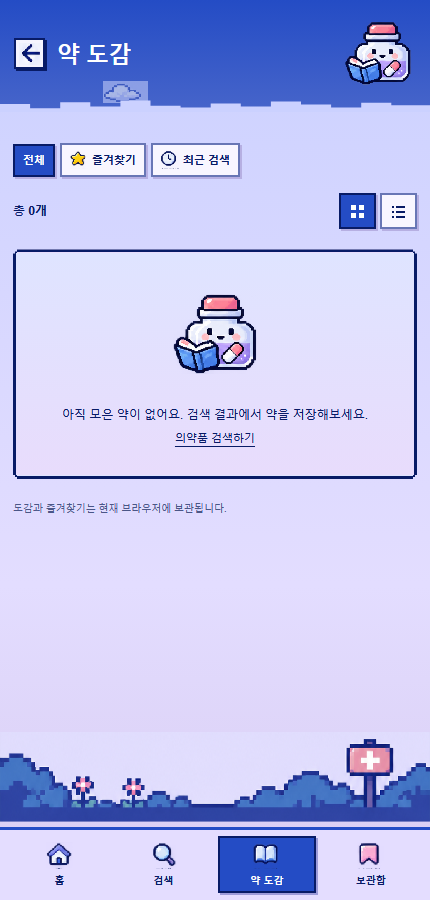 약 도감
전체
즐겨찾기
최근 검색
총 0개
아직 모은 약이 없어요. 검색 결과에서 약을 저장해보세요.
의약품 검색하기
도감과 즐겨찾기는 현재 브라우저에 보관됩니다.
홈
검색
약 도감
보관함